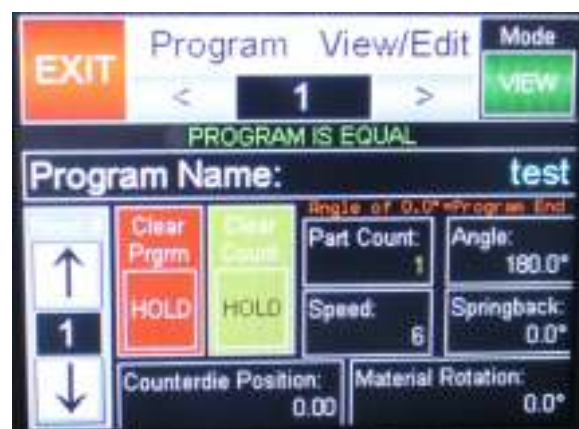 EXIT
Program View/Edit
Mode
VIEW
< 1 >
PROGRAM IS EQUAL
Program Name: test
Angle of 0.0°=Program End
Clear
Prgrm
HOLD
Clear
Count
HOLD
Part Count:
1
Angle:
180.0°
Speed:
6
Springback:
0.0°
1
Counterdie Position:
0.00
Material Rotation:
0.0°